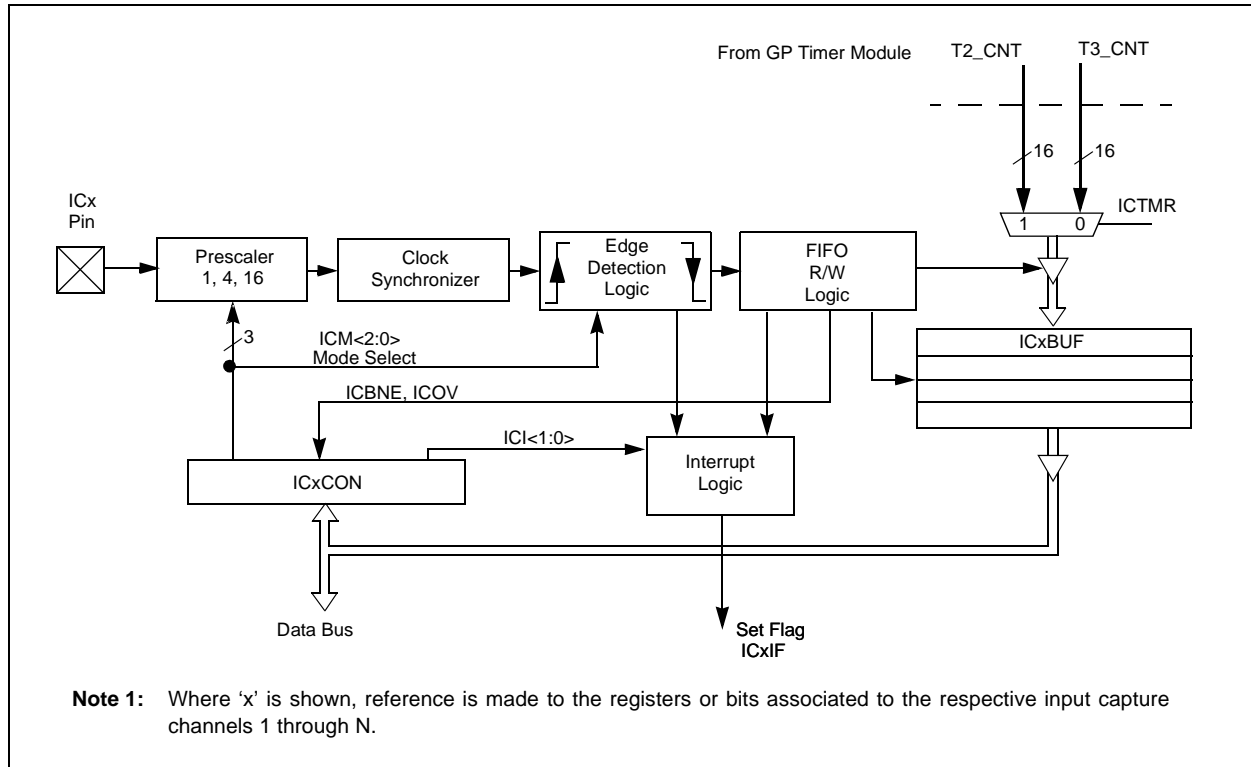 From GP Timer Module
T2_CNT
T3_CNT
16
16
ICx
Pin
1
0
ICTMR
Prescaler
1, 4, 16
Clock
Synchronizer
Edge
Detection
Logic
FIFO
R/W
Logic
3
ICM<2:0>
Mode Select
ICxBUF
ICBNE, ICOV
ICI<1:0>
ICxCON
Interrupt
Logic
Data Bus
Set Flag
ICxIF
Note 1: Where ‘x’ is shown, reference is made to the registers or bits associated to the respective input capture
channels 1 through N.